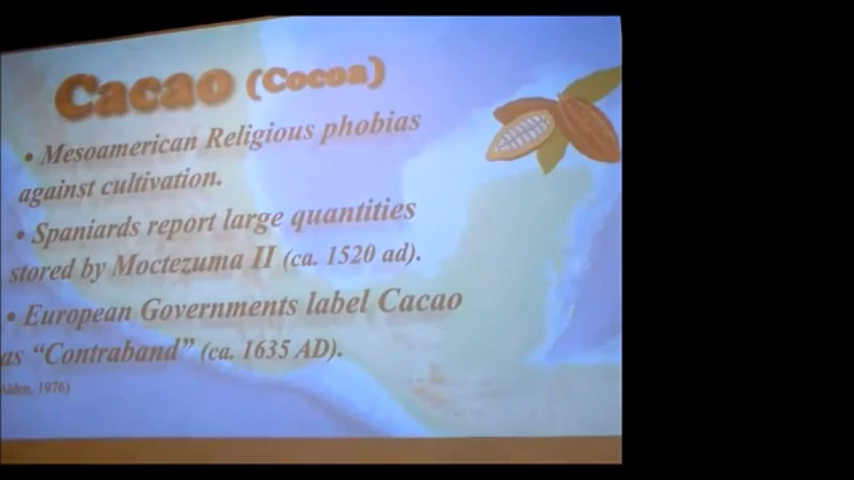 Cacao (Cocoa)
• Mesoamerican Religious phobias
against cultivation.
• Spaniards report large quantities
stored by Moctezuma II (ca. 1520 ad).
• European Governments label Cacao
as “Contraband” (ca. 1635 AD).
Alden, 1976)